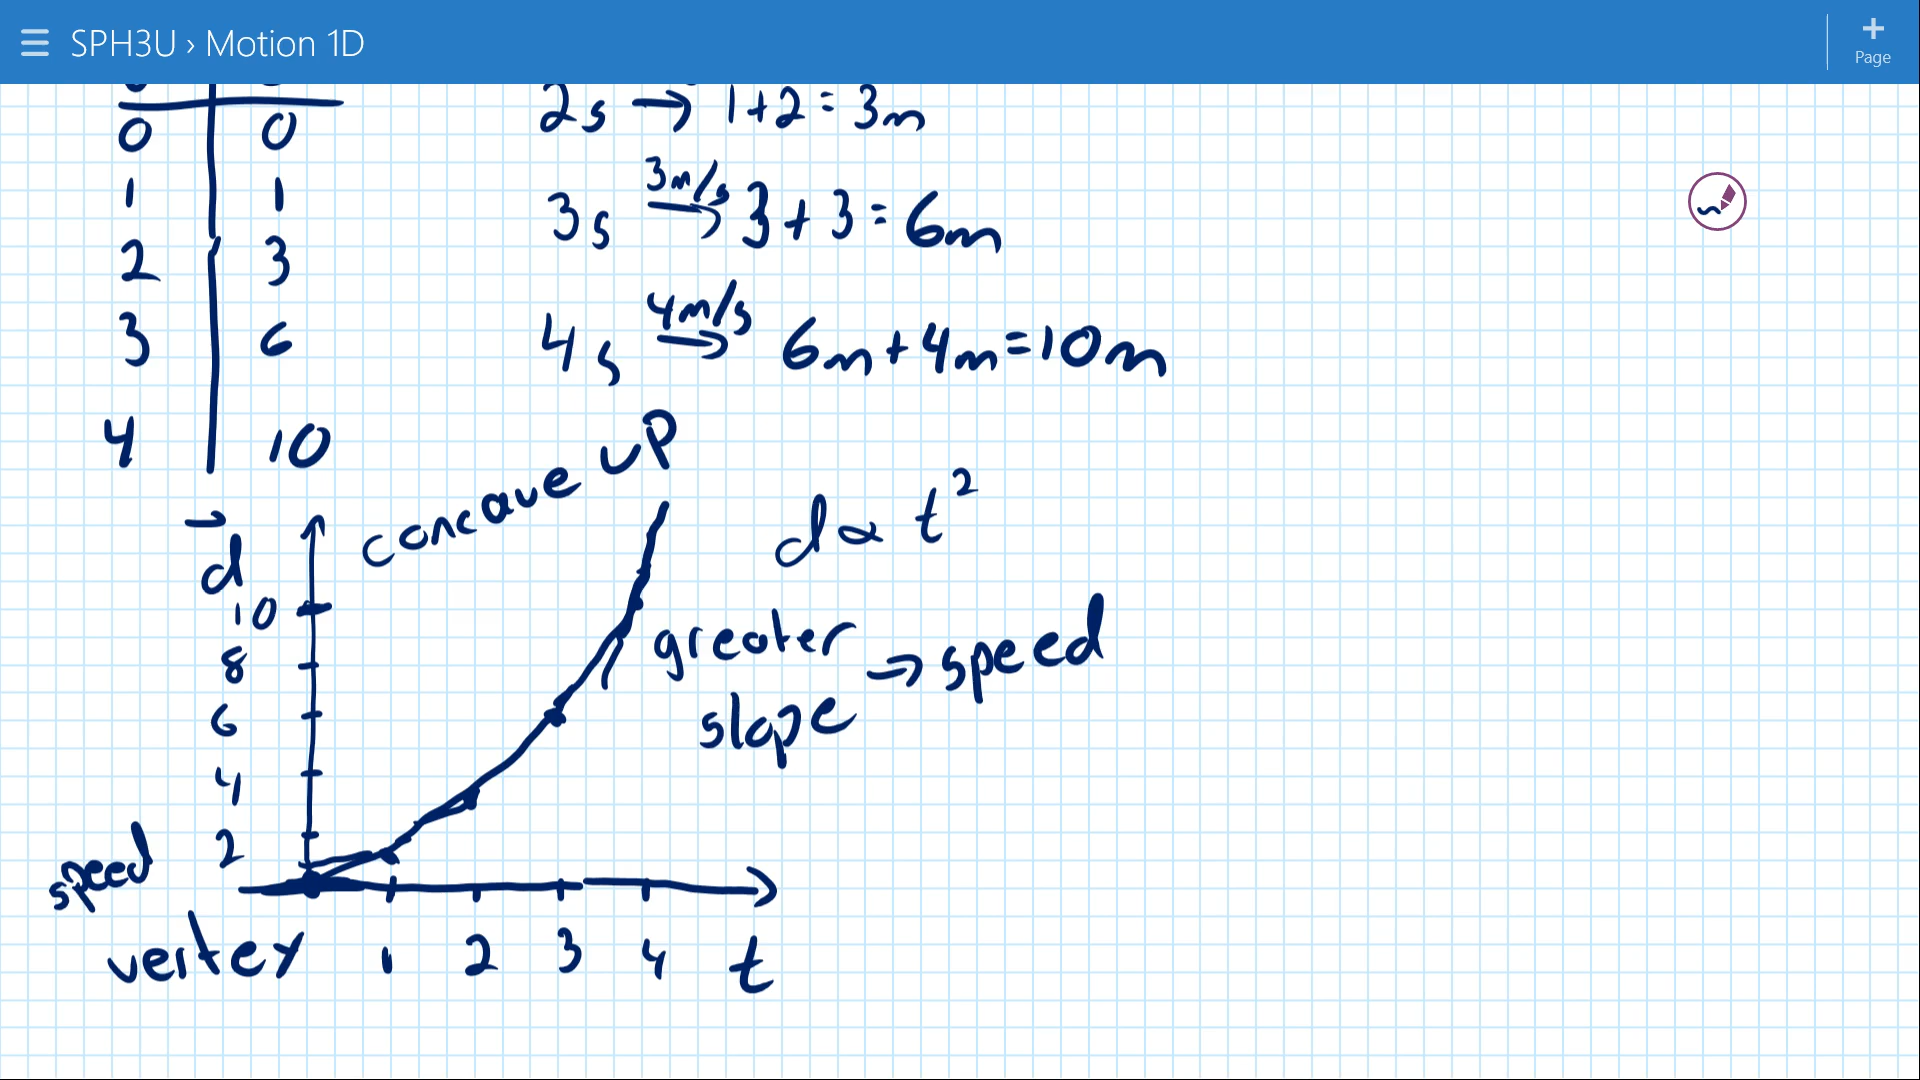 SPH3U › Motion 1D
+
Page
2s → 1+2 = 3m
0 0
1 1
3m/s
3s → 3+3 = 6m
2 3
4m/s
4s → 6m+4m=10m
3 6
4 10
concave up
d ∝ t²
d
10
8
6
4
2
greater
slope
→ speed
speed
vertex
1 2 3 4 t